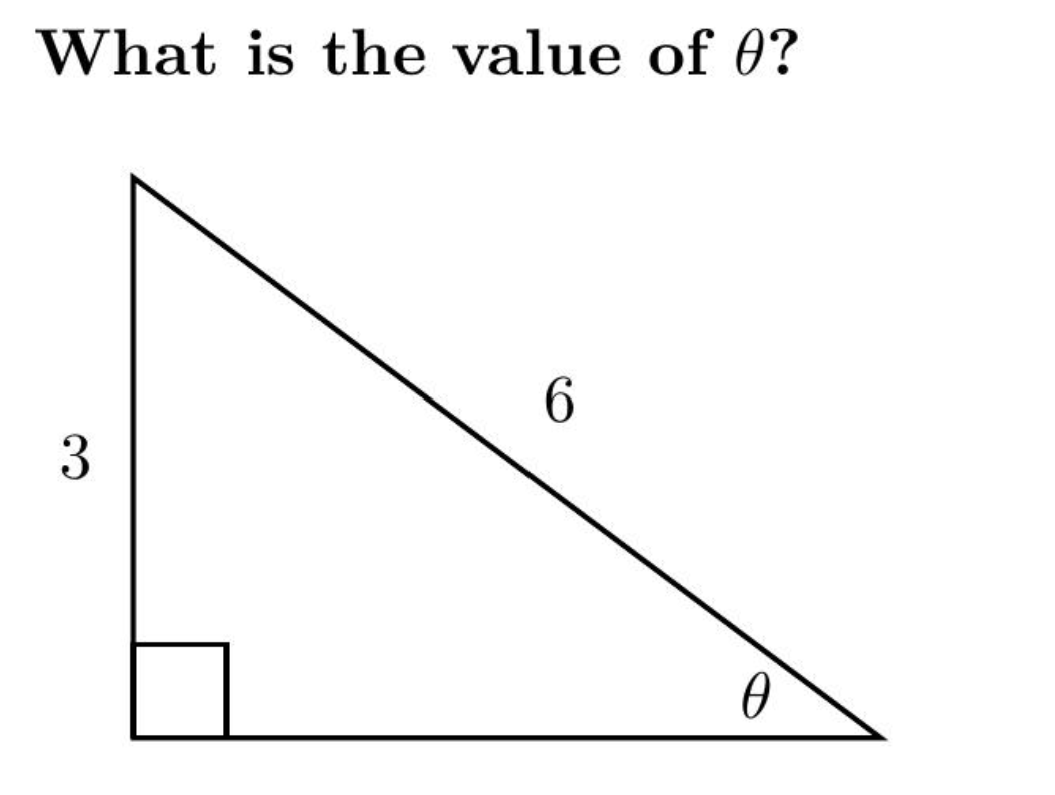 What is the value of θ?
6
3
θ